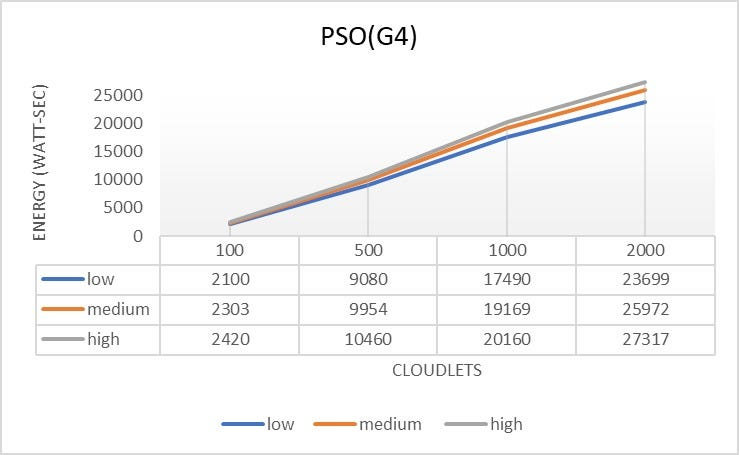 PSO(G4)
ENERGY (WATT-SEC)
25000
20000
15000
10000
5000
0
100 500 1000 2000
low 2100 9080 17490 23699
medium 2303 9954 19169 25972
high 2420 10460 20160 27317
CLOUDLETS
low medium high